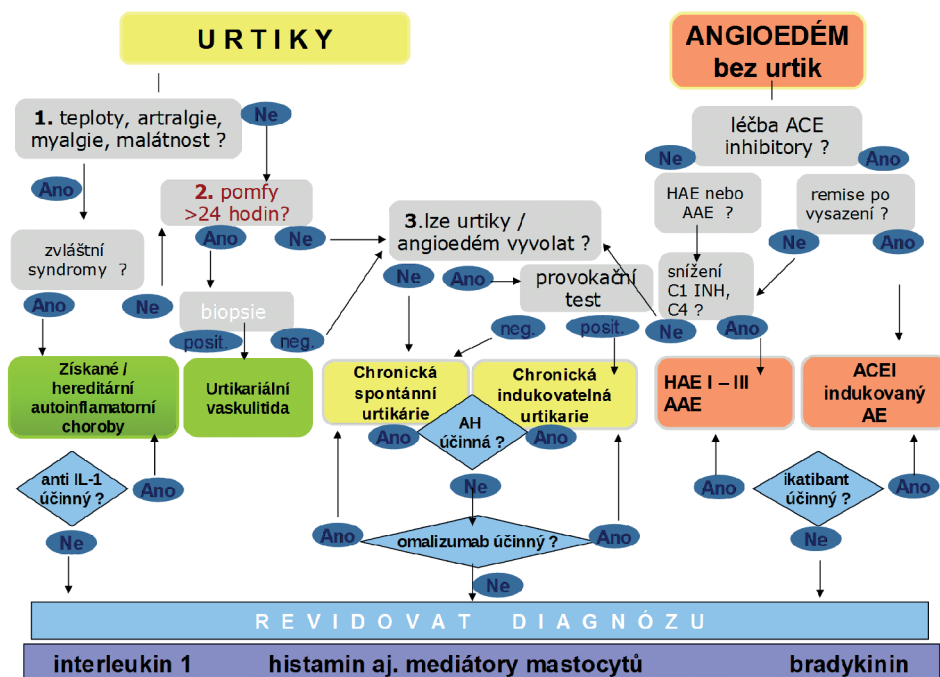 URTIKY
ANGIOEDÉM
bez urtik
1. teploty, artralgie,
myalgie, malátnost ?
Ne
léčba ACE
inhibitory ?
Ne
Ano
Ano
2. pomfy
>24 hodin?
HAE nebo
AAE ?
remise po
vysazení ?
3.lze urtiky /
angioedém vyvolat ?
Ano
Ne
Ne
Ano
zvláštní
syndromy ?
Ne
Ano
provokační
test
snížení
C1 INH,
C4 ?
Ano
Ne
biopsie
posit.
neg.
neg.
posit.
Ne
Ano
Získané /
hereditární
autoinflamatorní
choroby
Urtikariální
vaskulitida
Chronická
spontánní
urtikárie
Chronická
indukovatelná
urtikarie
HAE I – III
AAE
ACEI
indukovaný
AE
Ano
AH
účinná ?
Ano
anti IL-1
účinný ?
Ano
Ne
Ano
ikatibant
účinný ?
Ano
Ne
Ano
omalizumab účinný ?
Ano
Ne
Ne
REVIDOVAT DIAGNÓZU
interleukin 1
histamin aj. mediátory mastocytů
bradykinin